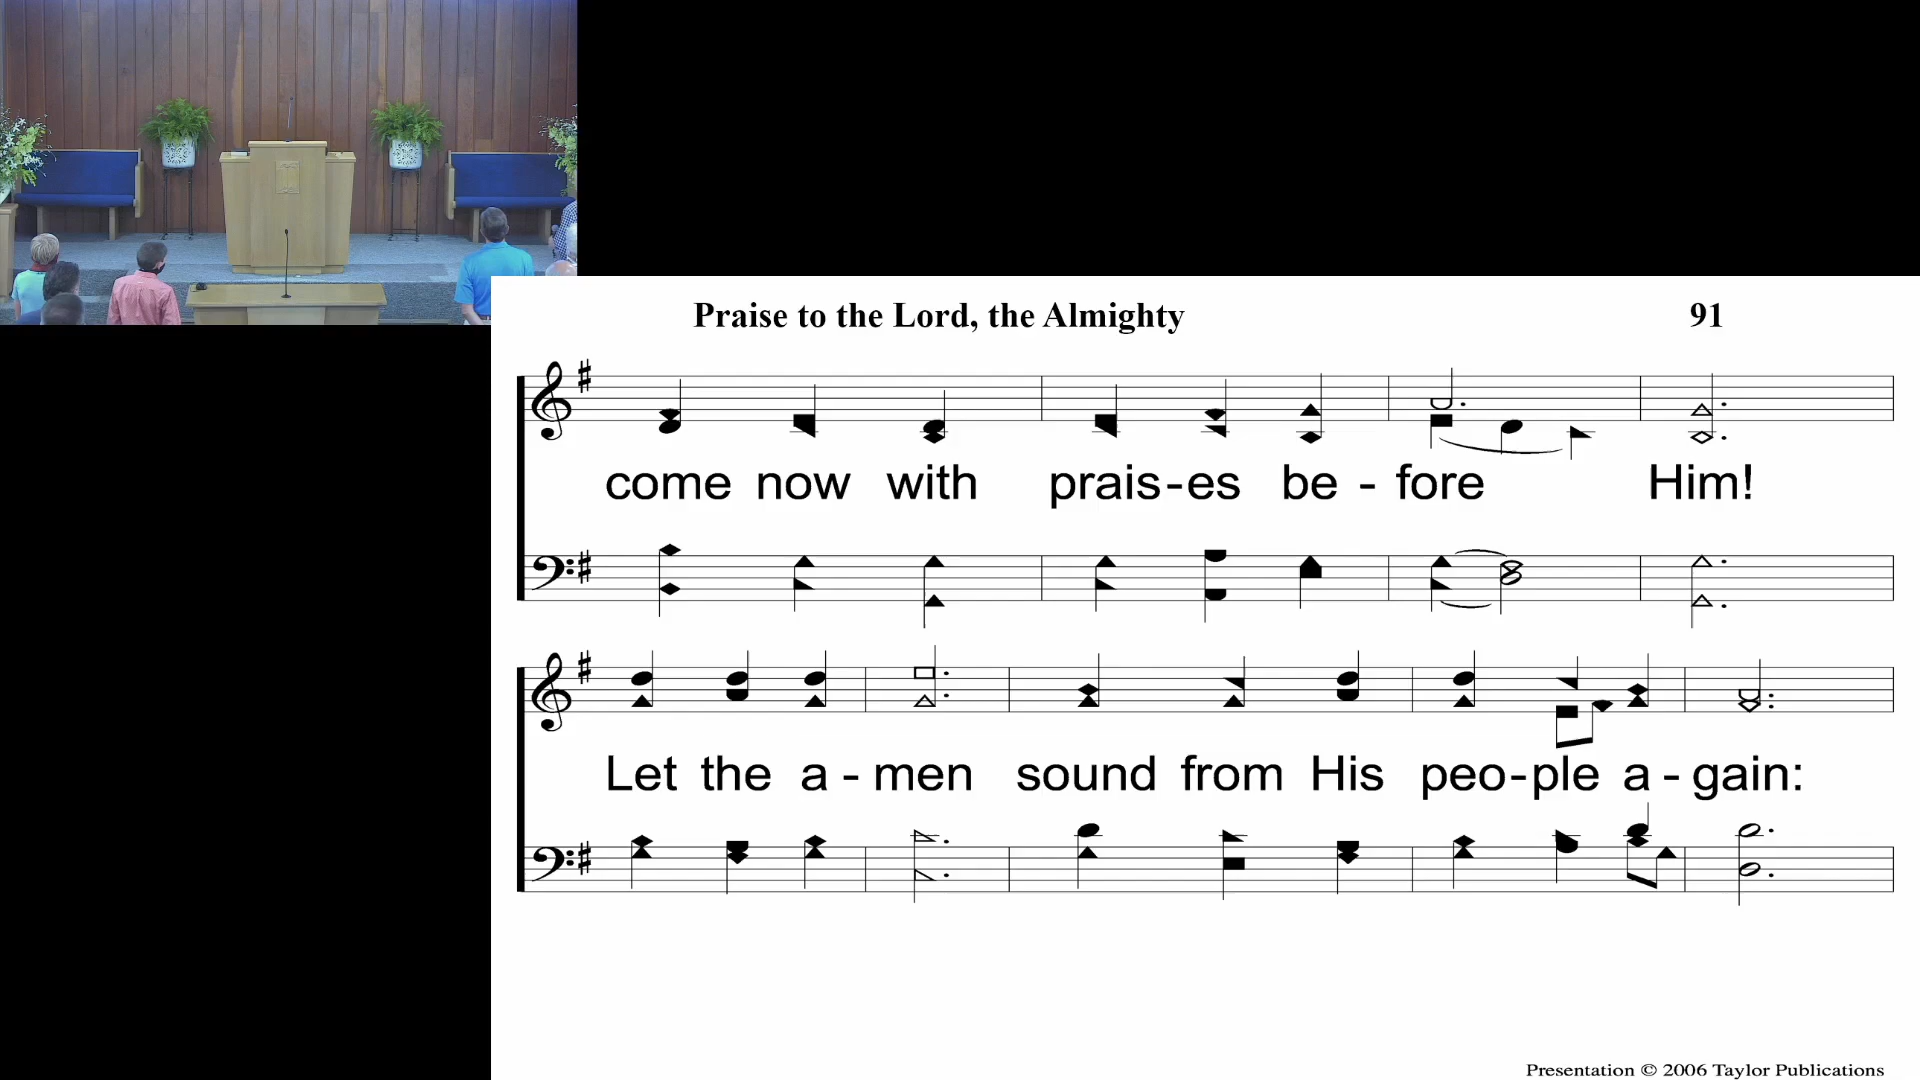 Praise to the Lord, the Almighty 91
come now with prais-es be - fore Him!
Let the a - men sound from His peo-ple a - gain:
Presentation © 2006 Taylor Publications